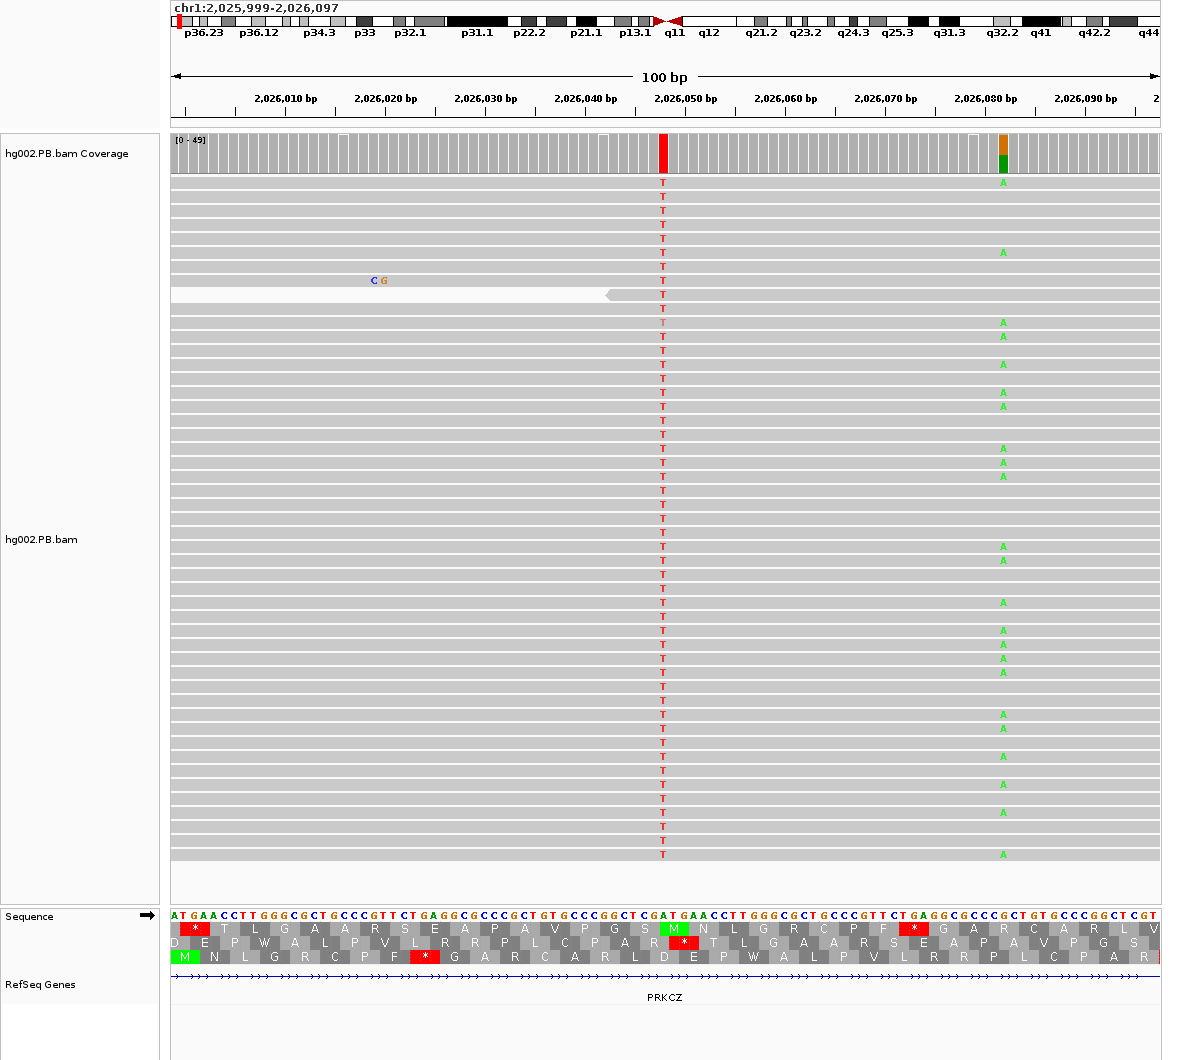 chr1:2,025,999-2,026,097
p36.23 p36.12 p34.3 p33 p32.1 p31.1 p22.2 p21.1 p13.1 q11 q12 q21.2 q23.2 q24.3 q25.3 q31.3 q32.2 q41 q42.2 q44
100 bp
2,026,010 bp 2,026,020 bp 2,026,030 bp 2,026,040 bp 2,026,050 bp 2,026,060 bp 2,026,070 bp 2,026,080 bp 2,026,090 bp 2
[0 - 49]
hg002.PB.bam Coverage
hg002.PB.bam
T A
T
T
T
T
T A
T
C G T
T
T
T A
T A
T
T A
T
T A
T A
T
T
T A
T A
T A
T
T
T
T
T A
T A
T
T
T A
T
T A
T A
T A
T A
T
T
T A
T A
T
T A
T
T A
T
T A
T
T
T A
Sequence
ATGAACCTTGGGCGCTGCCCGTTCTGAGGCGCCCGCTGTGCCCGGCTCGATGAACCTTGGGCGCTGCCCGTTCTGAGGCGCCCGCTGTGCCCGGCTCGT
* T L G A A R S E A P A V P G S M N L G R C P F * G A R C A R L V
D E P W A L P V L R R P L C P A R * T L G A A R S E A P A V P G S
M N L G R C P F * G A R C A R L D E P W A L P V L R R P L C P A R
RefSeq Genes
PRKCZ